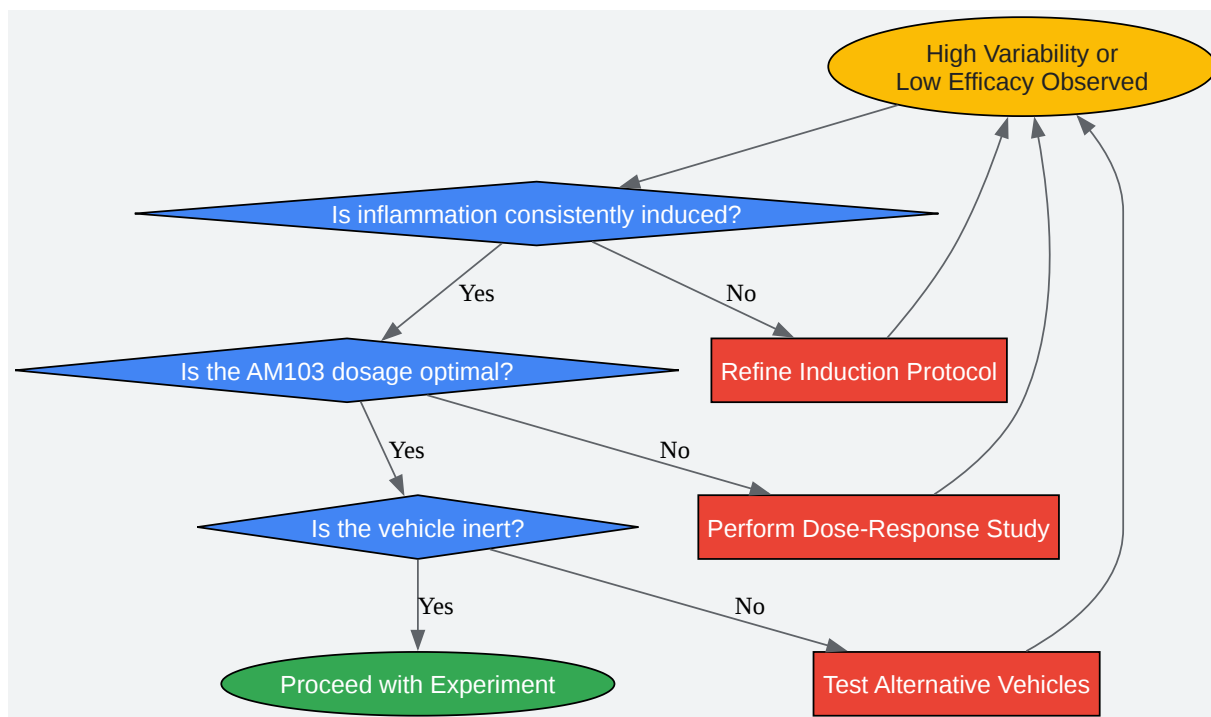 High Variability or
Low Efficacy Observed
Is inflammation consistently induced?
Yes
No
Is the AM103 dosage optimal?
Refine Induction Protocol
Yes
No
Is the vehicle inert?
Perform Dose-Response Study
Yes
No
Proceed with Experiment
Test Alternative Vehicles